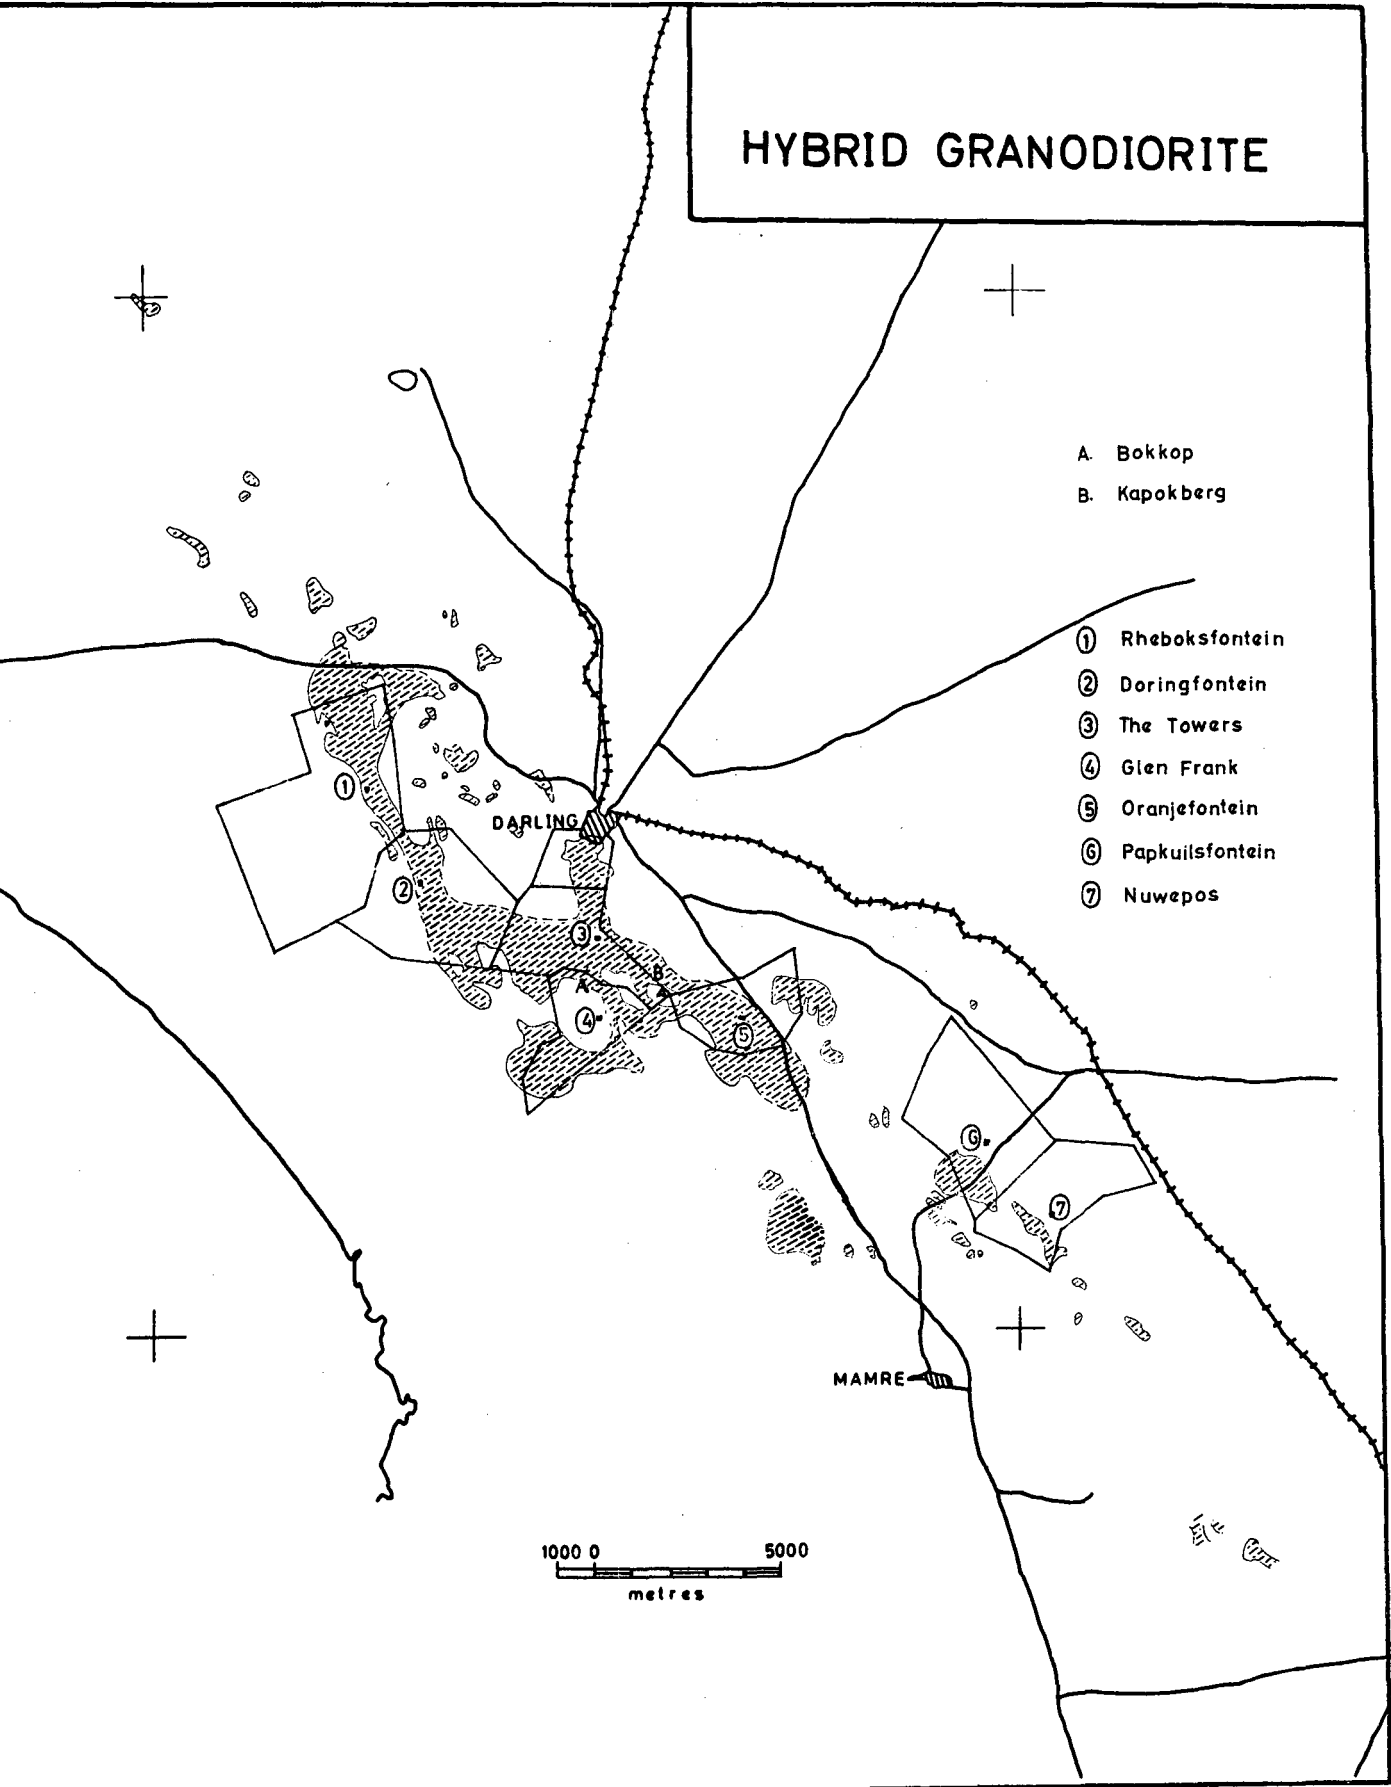 HYBRID GRANODIORITE
A. Bokkop
B. Kapokberg
① Rheboksfontein
② Doringfontein
③ The Towers
④ Glen Frank
⑤ Oranjefontein
⑥ Papkuilsfontein
⑦ Nuwepos
①
DARLING
②
③
B
A
④
⑤
⑥
⑦
MAMRE
1000 0 5000
metres